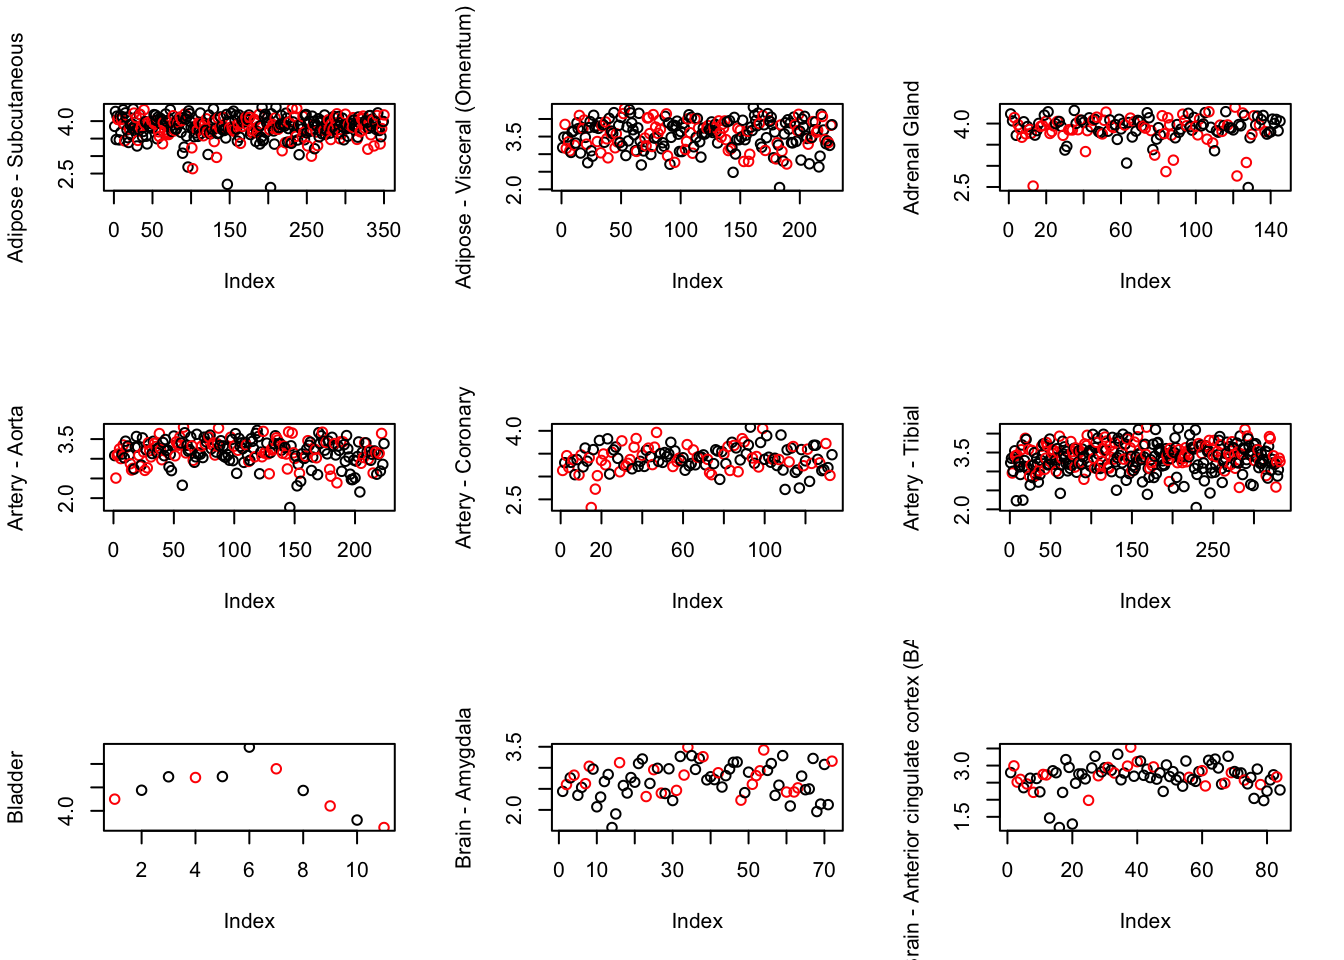 Adipose - Subcutaneous
4.0
2.5
0 50 150 250 350
Index
Adipose - Visceral (Omentum)
3.5
2.0
0 50 100 150 200
Index
Adrenal Gland
4.0
2.5
0 20 60 100 140
Index
Artery - Aorta
3.5
2.0
0 50 100 150 200
Index
Artery - Coronary
4.0
2.5
0 20 60 100
Index
Artery - Tibial
3.5
2.0
0 50 150 250
Index
Bladder
4.0
2 4 6 8 10
Index
Brain - Amygdala
3.5
2.0
0 10 30 50 70
Index
rain - Anterior cingulate cortex (BA
3.0
1.5
0 20 40 60 80
Index